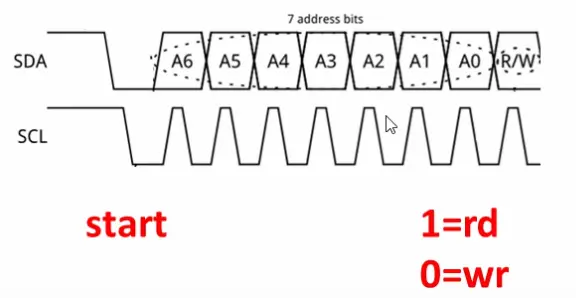 7 address bits
SDA A6 A5 A4 A3 A2 A1 A0 R/W
SCL
start 1=rd
0=wr